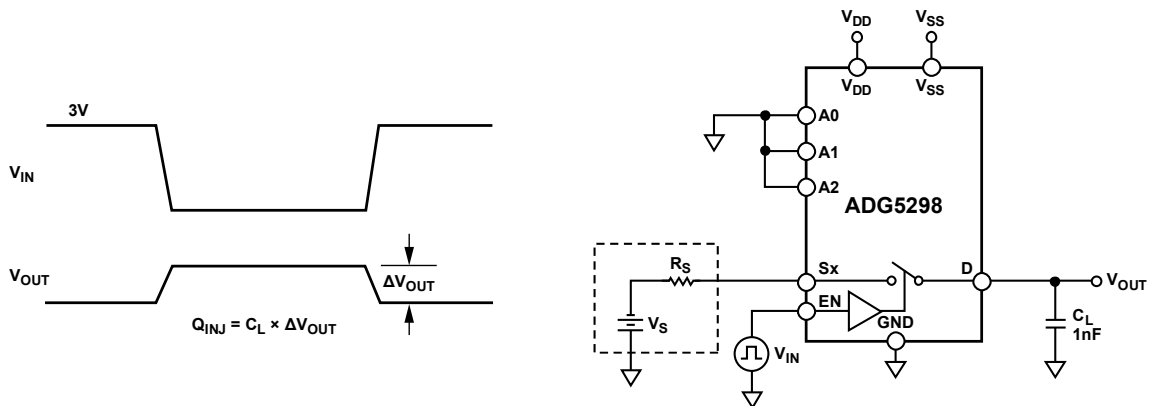 3V
VIN
VOUT
ΔVOUT
QINJ = CL × ΔVOUT
VDD
VSS
VDD
VSS
A0
A1
A2
ADG5298
RS
Sx
D
VOUT
EN
GND
VS
VIN
CL
1nF